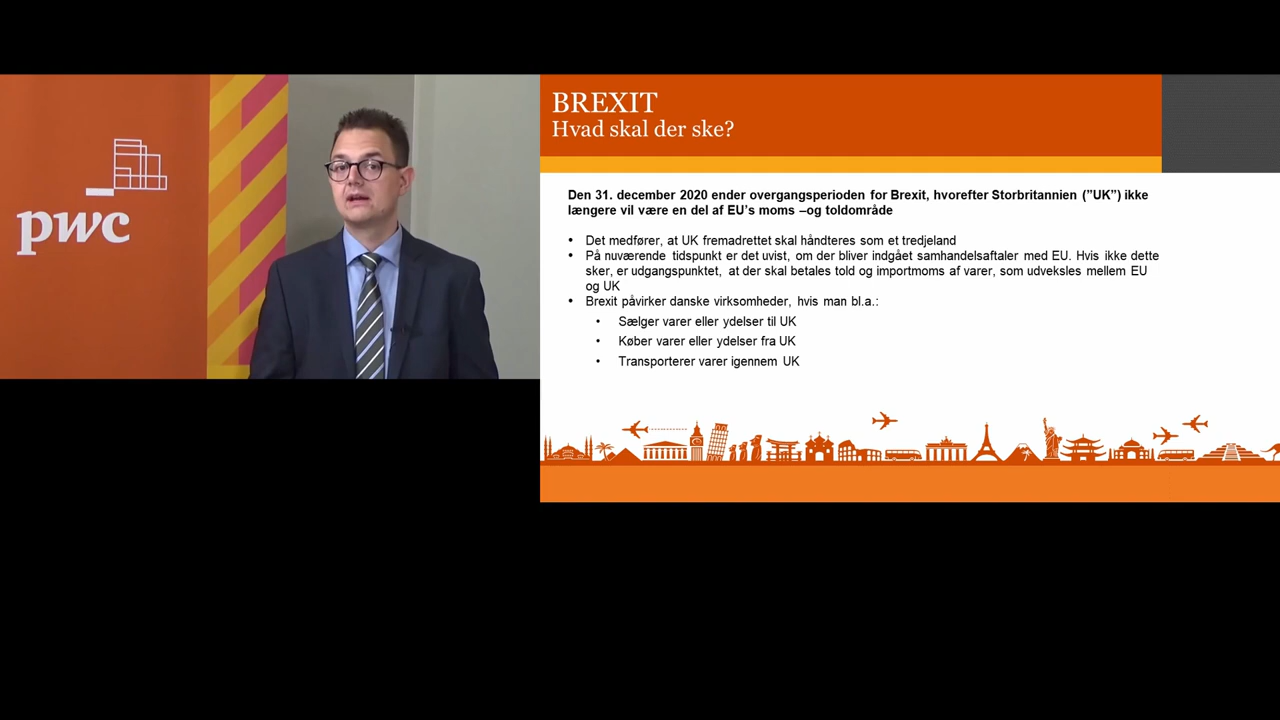 pwc
BREXIT
Hvad skal der ske?
Den 31. december 2020 ender overgangsperioden for Brexit, hvorefter Storbritannien (”UK”) ikke
længere vil være en del af EU’s moms –og toldområde
• Det medfører, at UK fremadrettet skal håndteres som et tredjeland
• På nuværende tidspunkt er det uvist, om der bliver indgået samhandelsaftaler med EU. Hvis ikke dette
sker, er udgangspunktet, at der skal betales told og importmoms af varer, som udveksles mellem EU
og UK
• Brexit påvirker danske virksomheder, hvis man bl.a.:
• Sælger varer eller ydelser til UK
• Køber varer eller ydelser fra UK
• Transporterer varer igennem UK